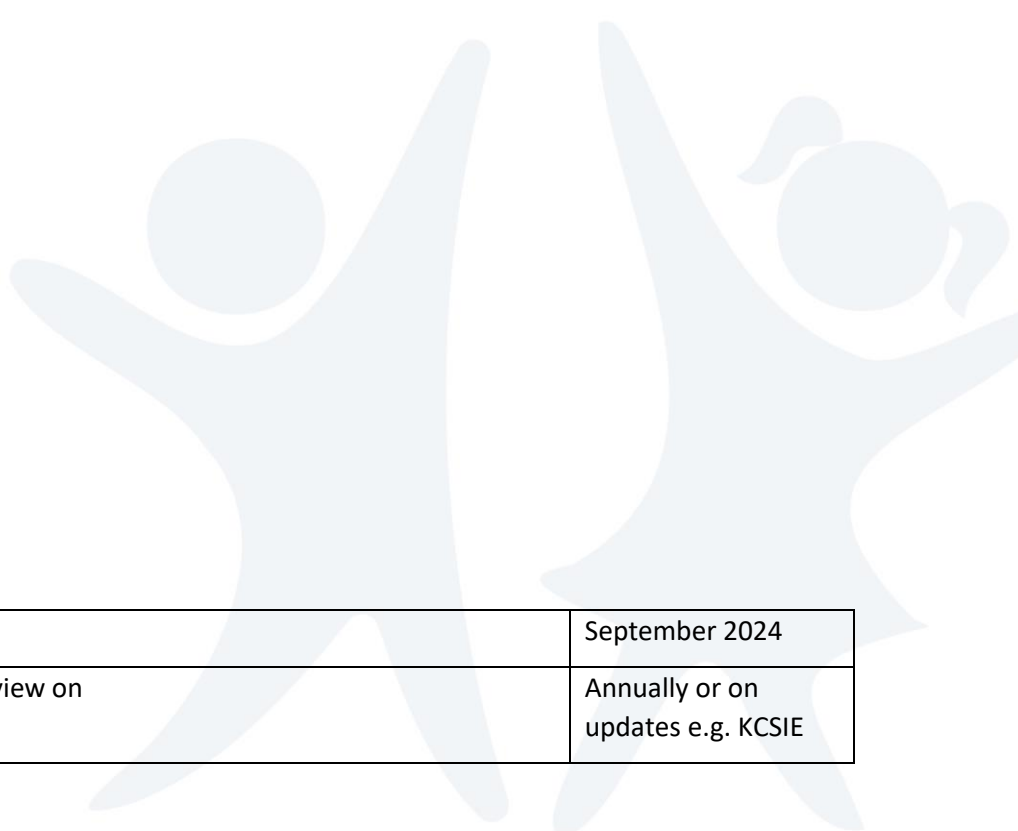 September 2024
view on
Annually or on
updates e.g. KCSIE